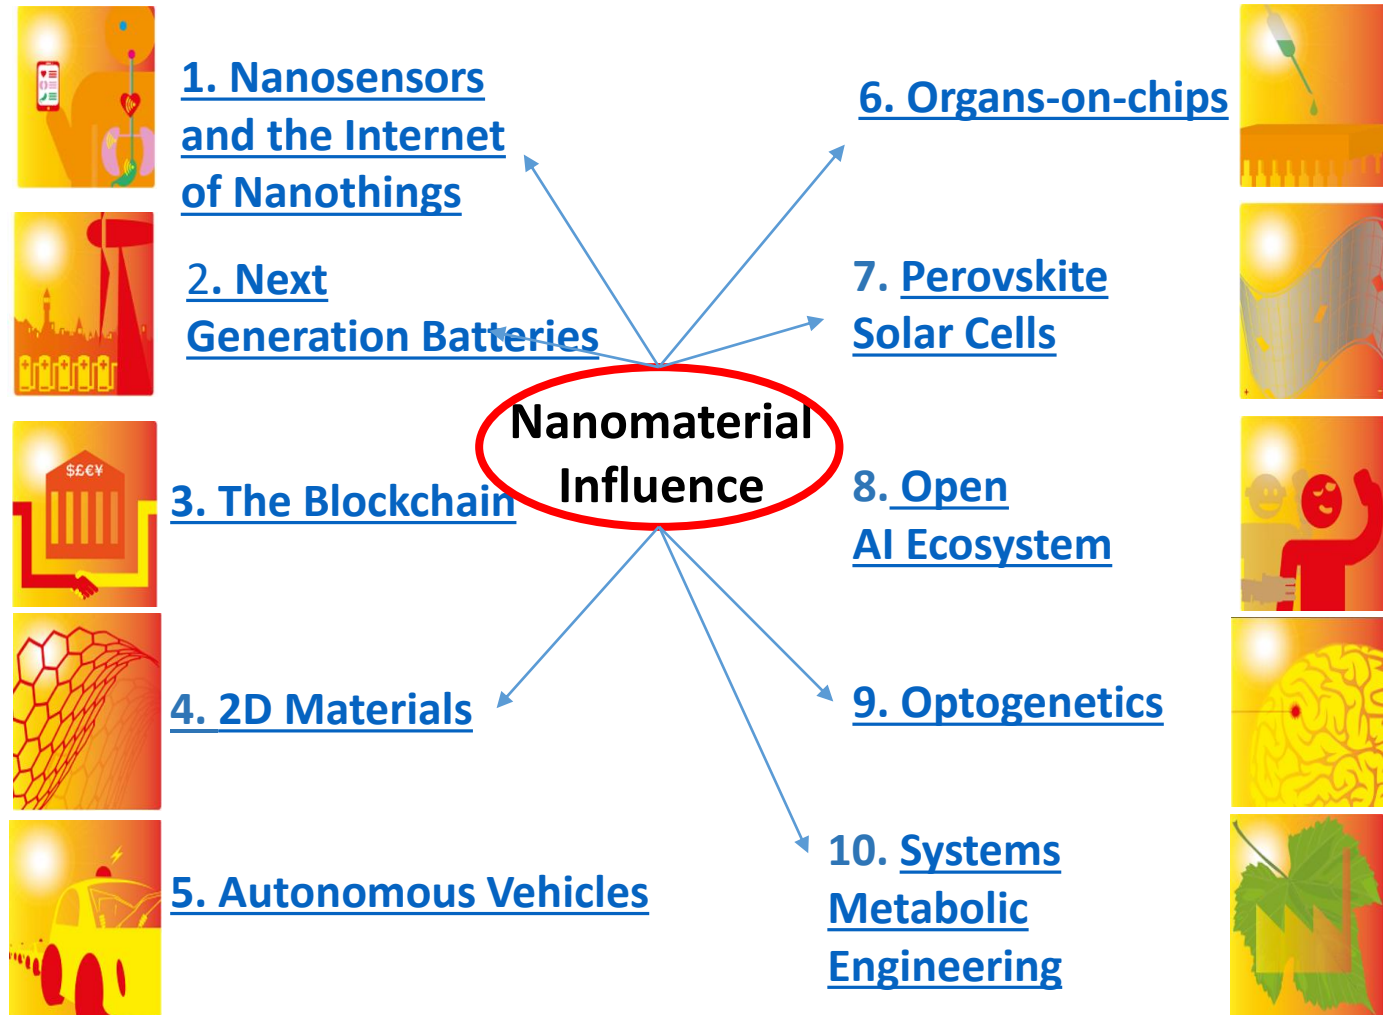 1. Nanosensors
and the Internet
of Nanothings
2. Next
Generation Batteries
$£€¥
3. The Blockchain
4. 2D Materials
5. Autonomous Vehicles
Nanomaterial
Influence
6. Organs-on-chips
7. Perovskite
Solar Cells
8. Open
AI Ecosystem
9. Optogenetics
10. Systems
Metabolic
Engineering